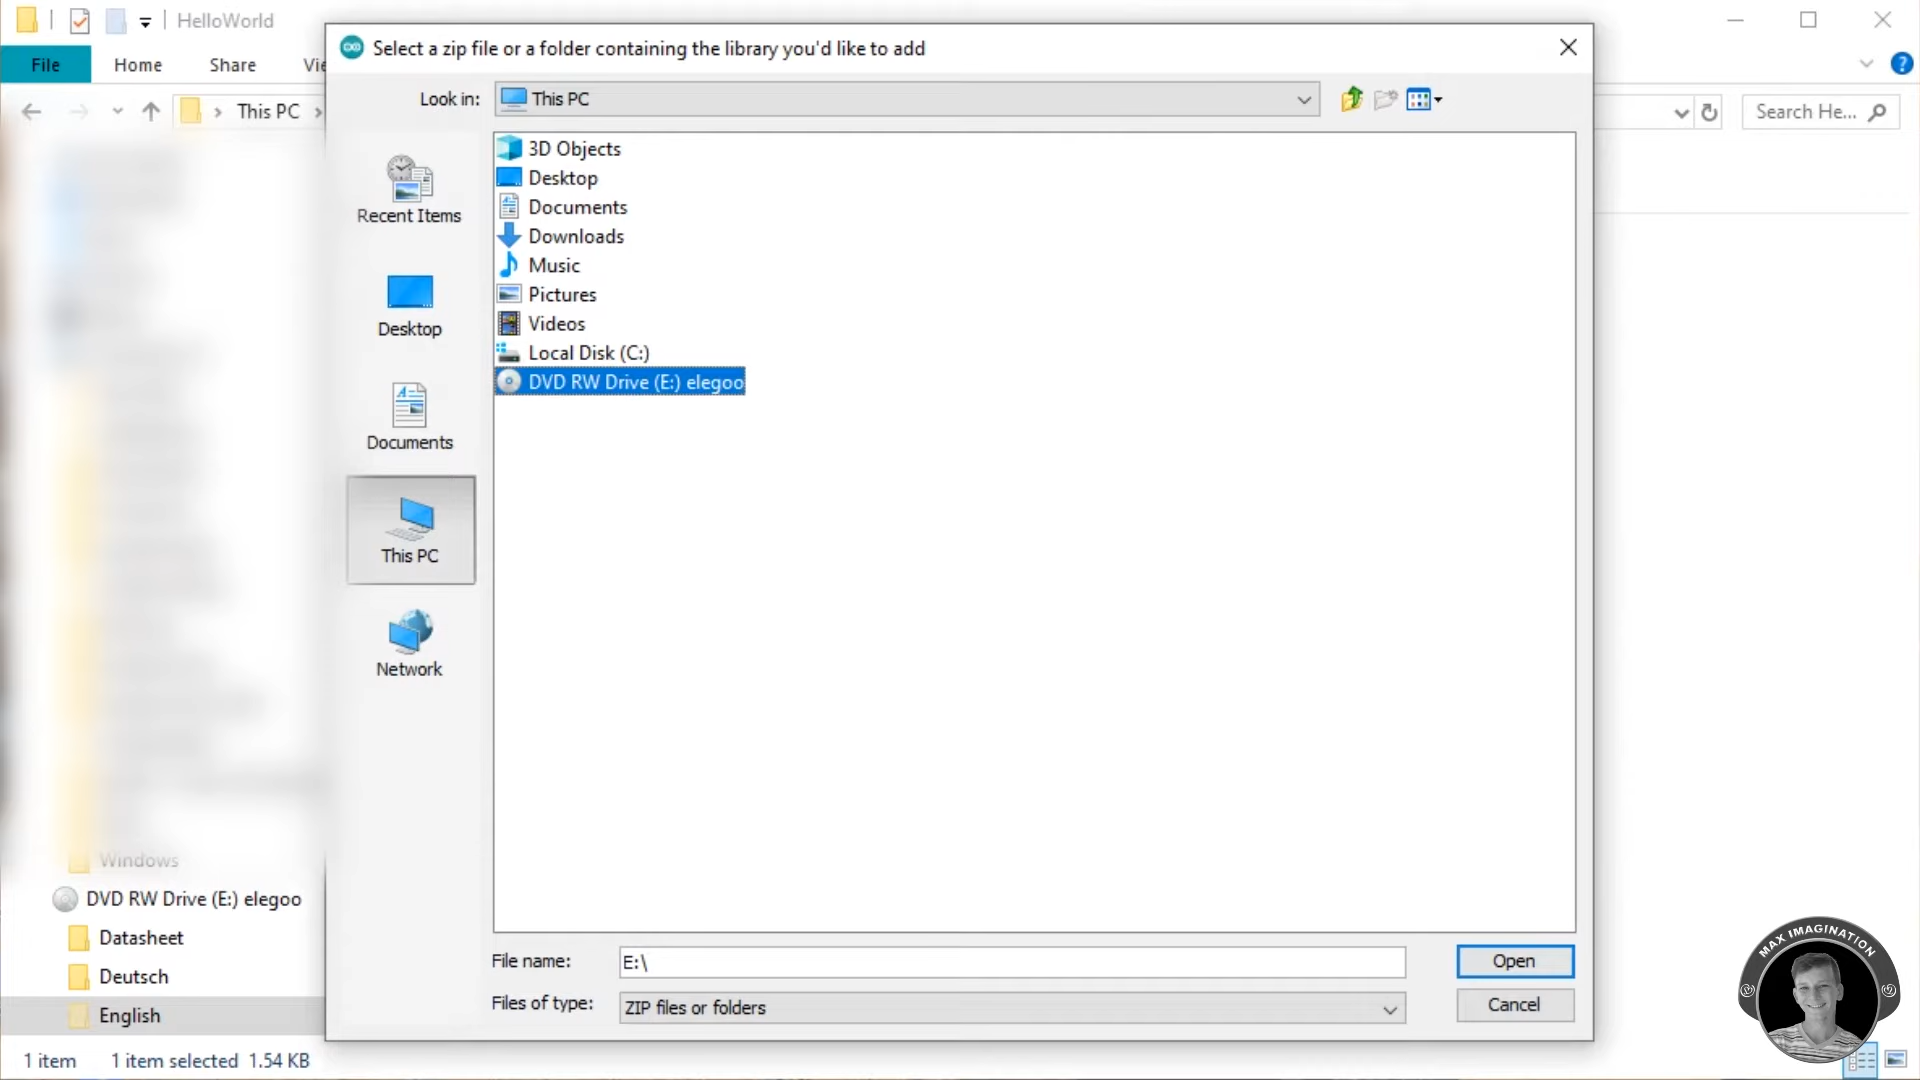 HelloWorld
Select a zip file or a folder containing the library you'd like to add
File Home Share Vie
Look in: This PC
This PC
Search He...
3D Objects
Desktop
Documents
Downloads
Music
Pictures
Videos
Local Disk (C:)
DVD RW Drive (E:) elegoo
Recent Items
Desktop
Documents
This PC
Network
Windows
DVD RW Drive (E:) elegoo
Datasheet
Deutsch
English
File name: E:\
Open
Files of type: ZIP files or folders
Cancel
1 item 1 item selected 1.54 KB
MAX IMAGINATION